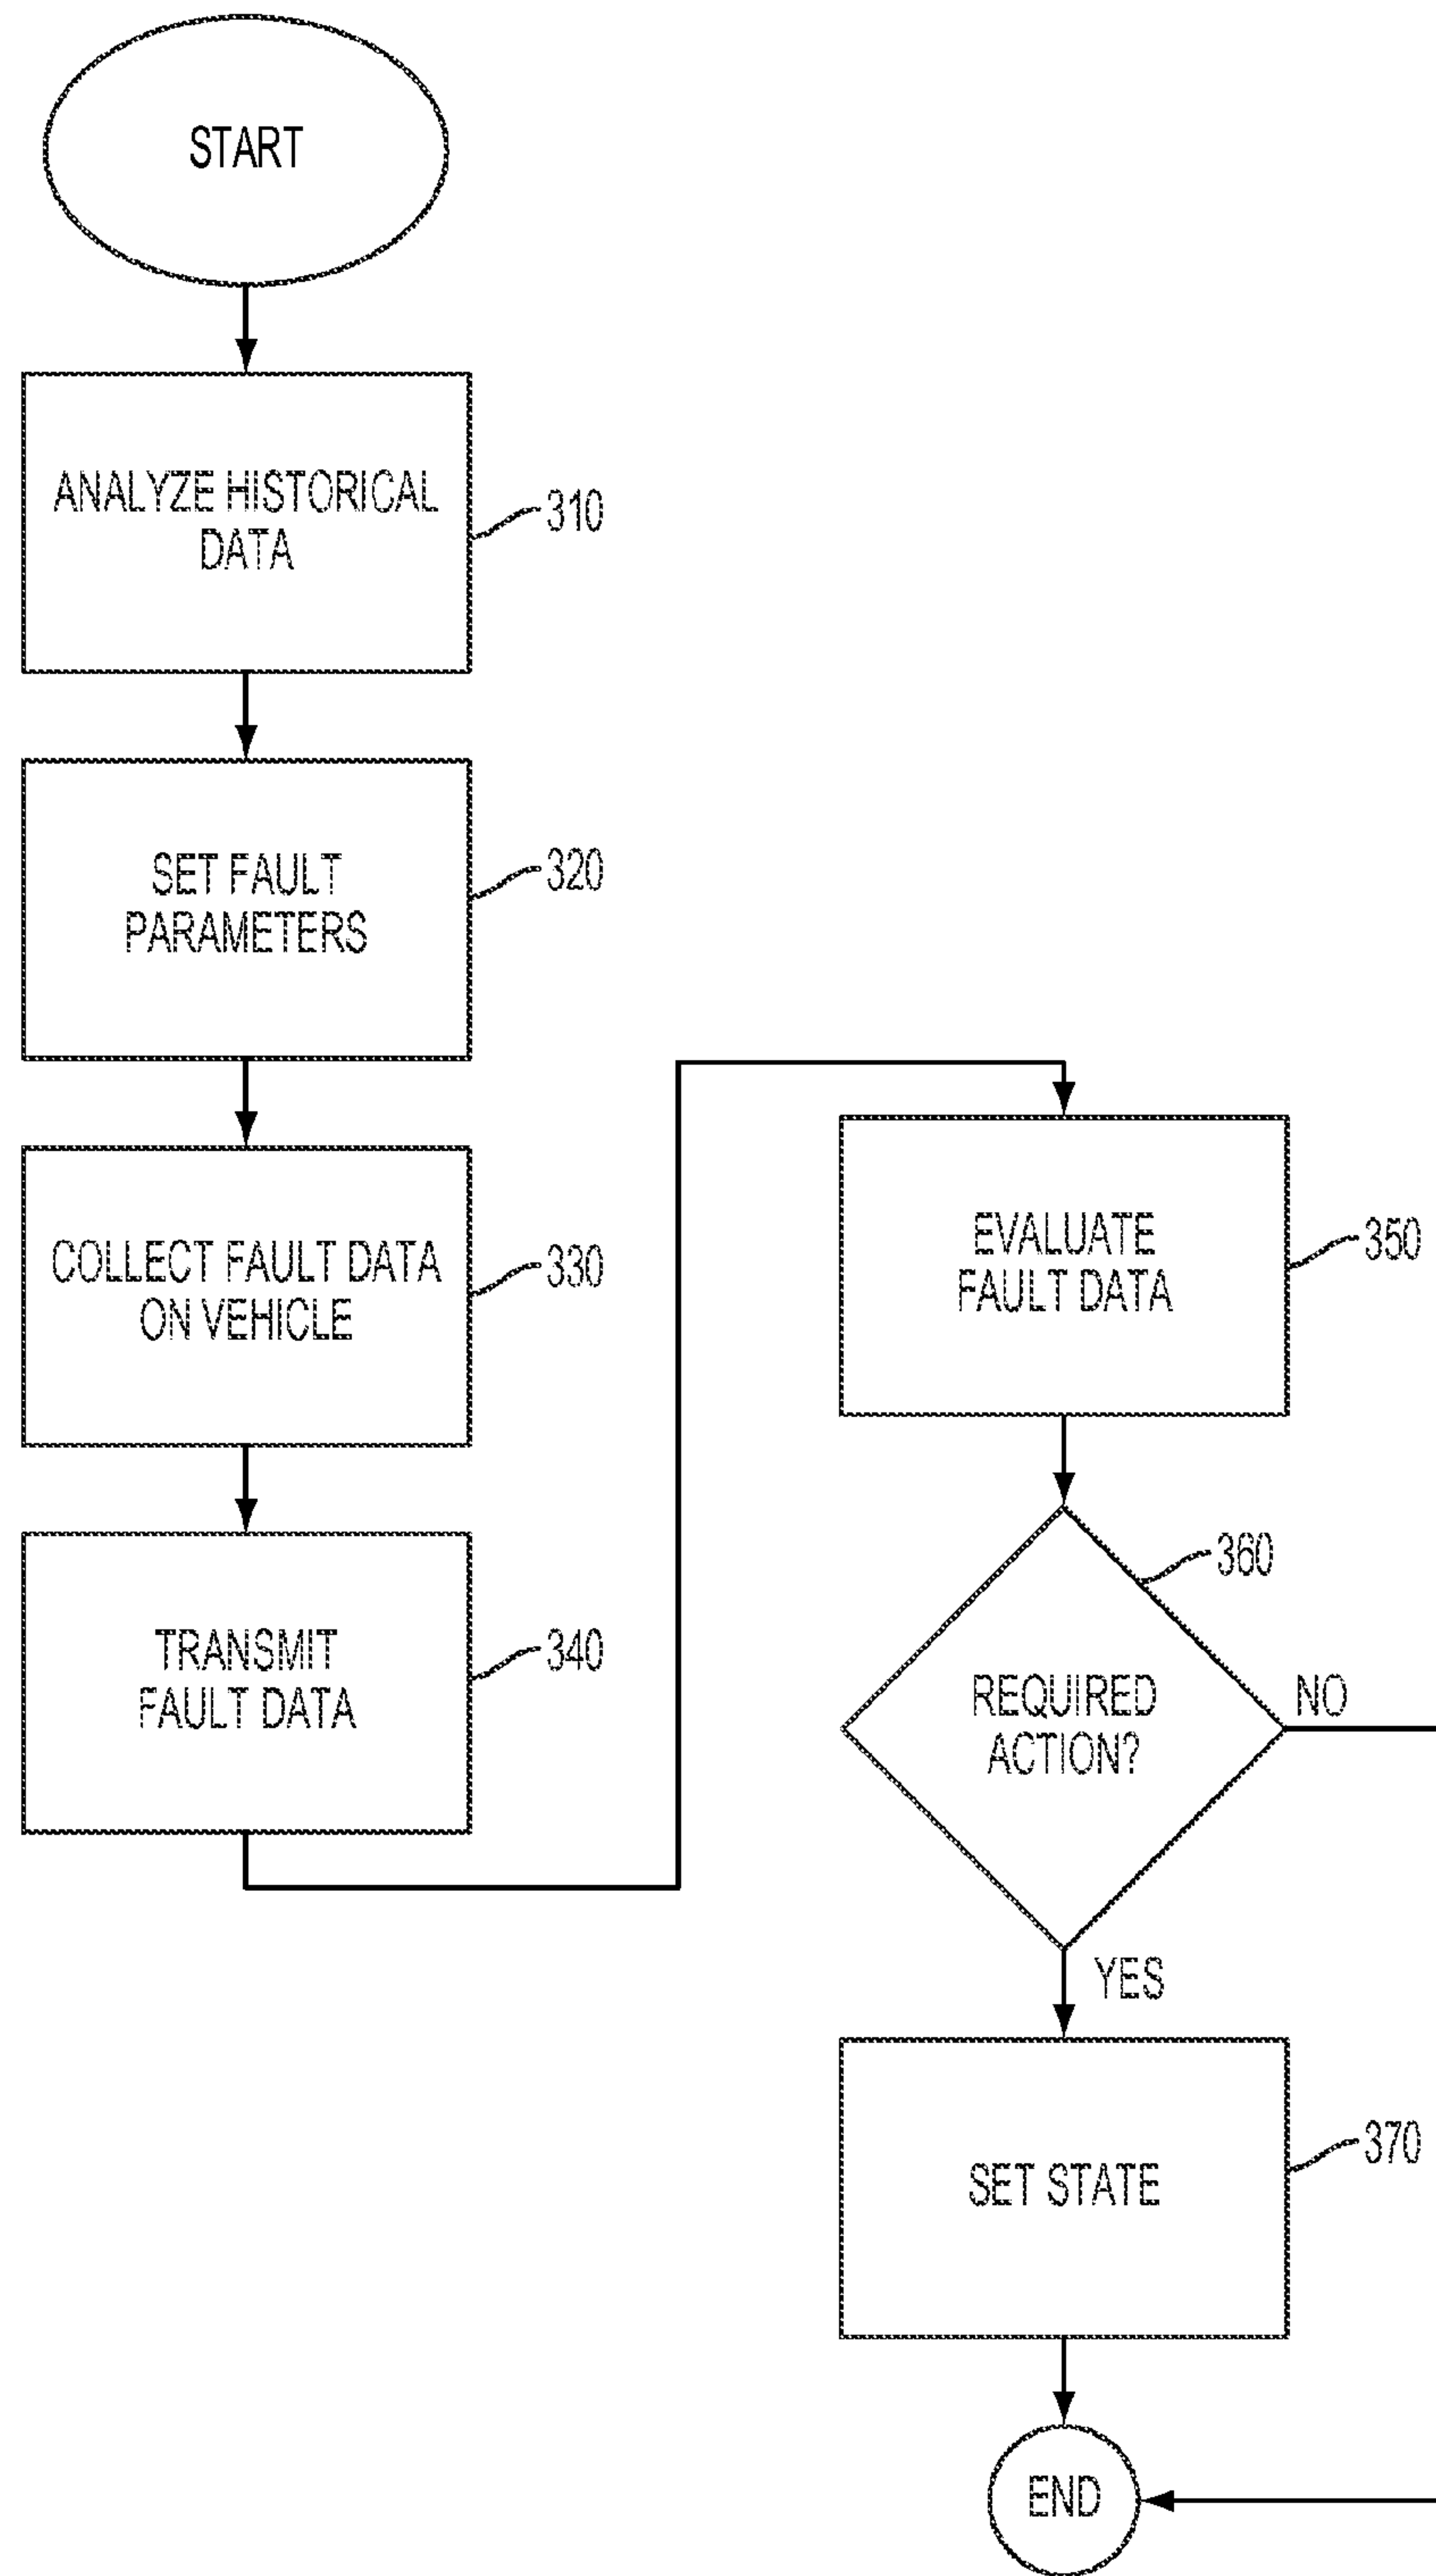 START
ANALYZE HISTORICAL
DATA
310
SET FAULT
PARAMETERS
320
COLLECT FAULT DATA
ON VEHICLE
330
TRANSMIT
FAULT DATA
340
EVALUATE
FAULT DATA
350
360
REQUIRED
ACTION?
NO
YES
SET STATE
370
END